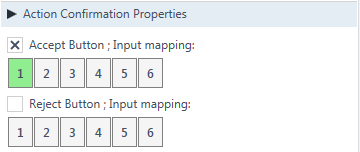 Action Confirmation Properties
Accept Button ; Input mapping:
1 2 3 4 5 6
Reject Button ; Input mapping:
1 2 3 4 5 6